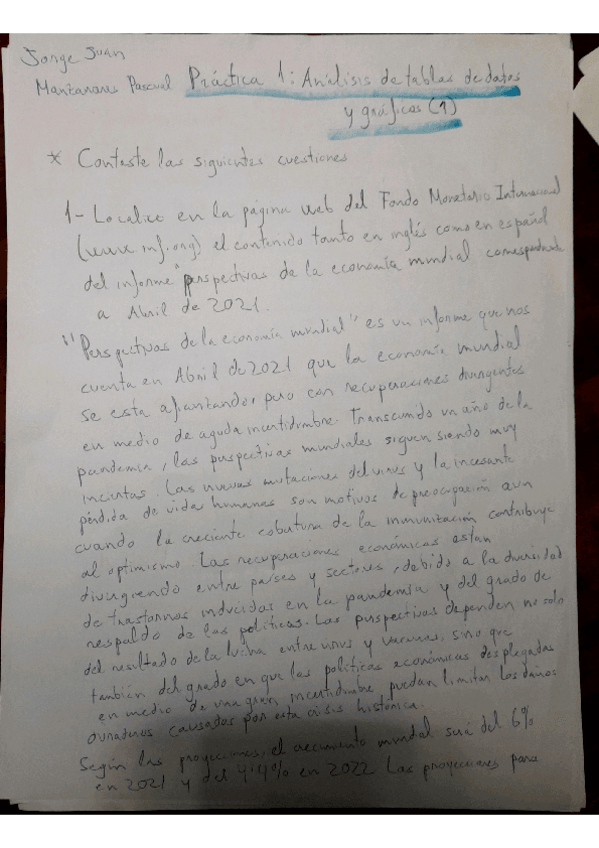 Jorge Juan
Manzanares Pascual Práctica 1: Análisis de tablas de datos
y gráficos (1)
* Conteste las siguientes cuestiones
1- Localice en la página web del Fondo Monetario Internacional
(www.imf.org) el contenido tanto en inglés como en español
del informe "perspectivas de la economía mundial correspondiente
a Abril de 2021.
"Perspectivas de la economía mundial" es un informe que nos
cuenta en Abril de 2021 que la economía mundial
se esta afianzando, pero con recuperaciones divergentes
en medio de aguda incertidumbre. Transcurrido un año de la
pandemia, las perspectivas mundiales siguen siendo muy
inciertas. Las nuevas mutaciones del virus y la incesante
pérdida de vidas humanas son motivos de preocupación aun
cuando la creciente cobertura de la inmunización contribuye
al optimismo. Las recuperaciones económicas estan
divergiendo entre países y sectores, debido a la diversidad
de trastornos inducidos en la pandemia y del grado de
respaldo de las políticas. Las perspectivas dependen no solo
del resultado de la lucha entre virus y vacunas, sino que
también del grado en que las políticas económicas desplegadas
en medio de una gran incertidumbre puedan limitar los daños
duraderos causados por esta crisis histórica.
Según las proyecciones, el crecimiento mundial será del 6%
en 2021 y del 4'4% en 2022 Las proyecciones para